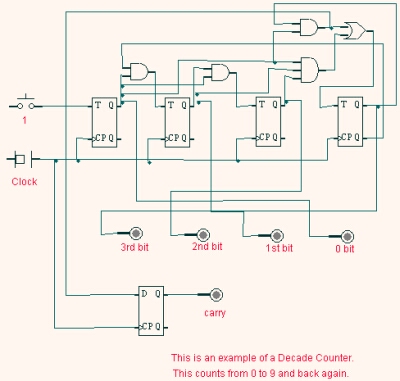 T Q
CP Q
T Q
CP Q
T Q
CP Q
T Q
CP Q
1
Clock
3rd bit
2nd bit
1st bit
0 bit
D Q
CP Q
carry
This is an example of a Decade Counter.
This counts from 0 to 9 and back again.